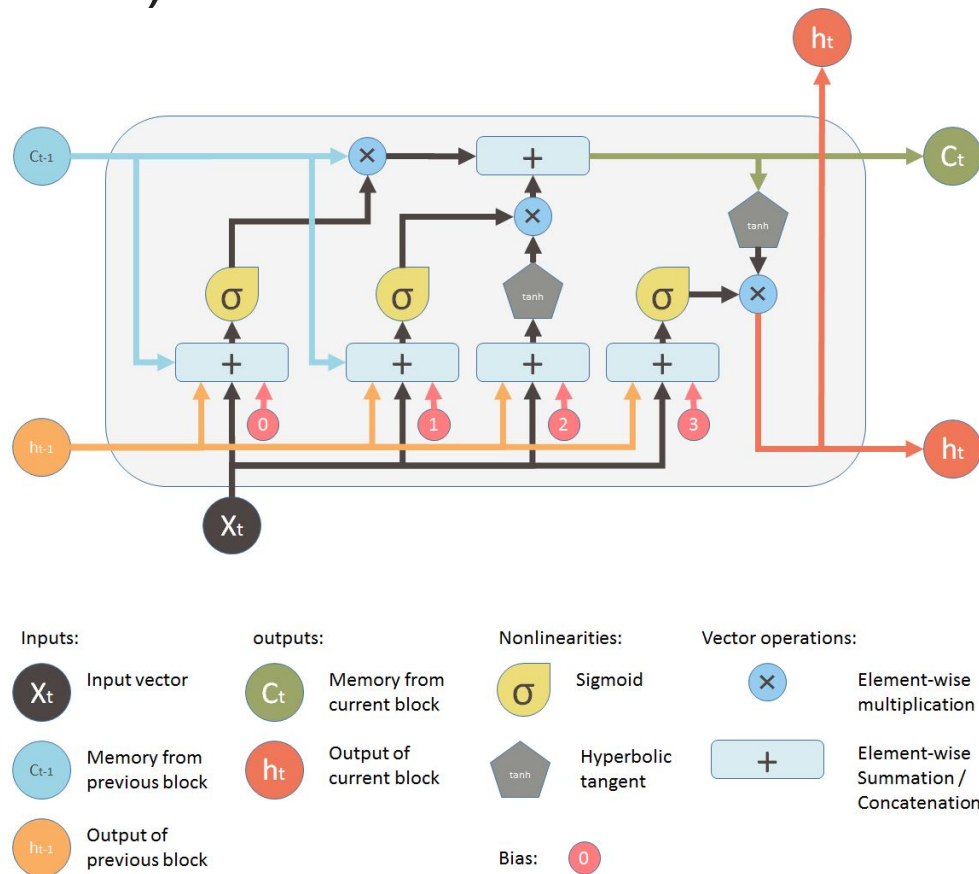 ht
Ct-1
×
+
Ct
×
tanh
σ
σ
tanh
σ
×
+
+
+
+
0
1
2
3
ht-1
ht
Xt
Inputs:
outputs:
Nonlinearities:
Vector operations:
Xt
Input vector
Ct
Memory from
current block
σ
Sigmoid
×
Element-wise
multiplication
Ct-1
Memory from
previous block
ht
Output of
current block
tanh
Hyperbolic
tangent
+
Element-wise
Summation /
Concatenation
ht-1
Output of
previous block
Bias:
0